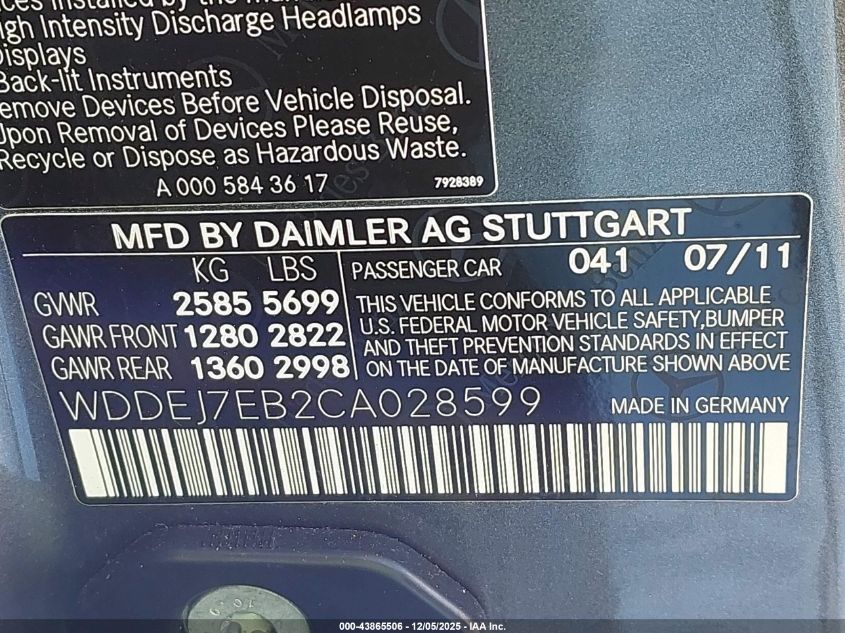 High Intensity Discharge Headlamps
Displays
Back-lit Instruments
emove Devices Before Vehicle Disposal.
Upon Removal of Devices Please Reuse,
Recycle or Dispose as Hazardous Waste.
A 000 584 36 17 7928389
MFD BY DAIMLER AG STUTTGART
KG LBS PASSENGER CAR 041 07/11
GVWR 2585 5699 THIS VEHICLE CONFORMS TO ALL APPLICABLE
GAWR FRONT 1280 2822 U.S. FEDERAL MOTOR VEHICLE SAFETY,BUMPER
AND THEFT PREVENTION STANDARDS IN EFFECT
GAWR REAR 1360 2998 ON THE DATE OF MANUFACTURE SHOWN ABOVE
WDDEJ7EB2CA028599 MADE IN GERMANY
000-43865506 - 12/05/2025 - IAA Inc.